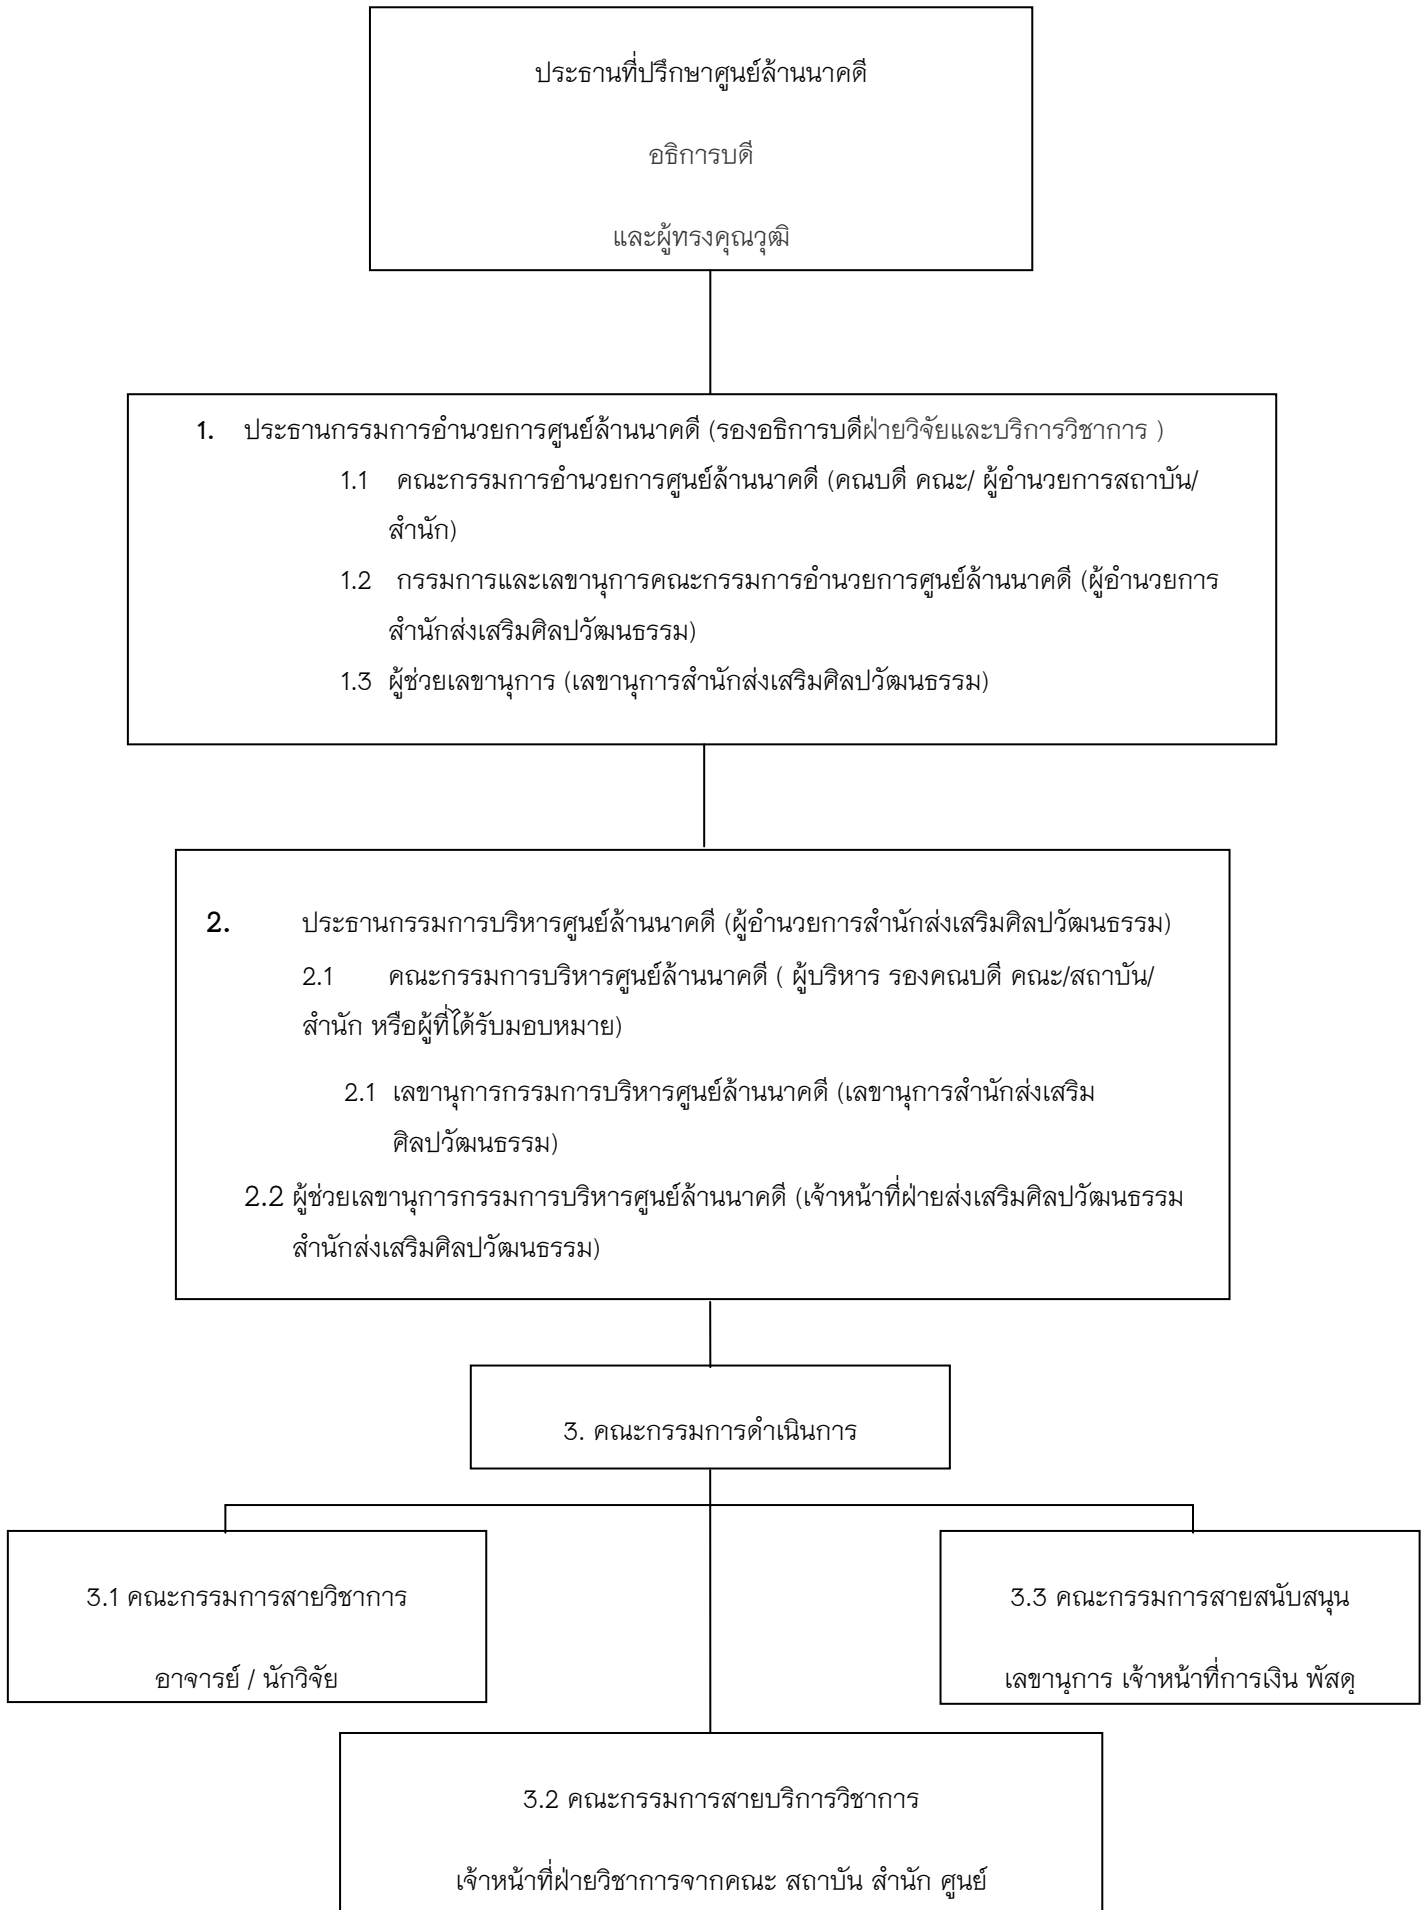 ประธานที่ปรึกษาศูนย์ล้านนาคดี
อธิการบดี
และผู้ทรงคุณวุฒิ
1. ประธานกรรมการอำนวยการศูนย์ล้านนาคดี (รองอธิการบดีฝ่ายวิจัยและบริการวิชาการ )
1.1 คณะกรรมการอำนวยการศูนย์ล้านนาคดี (คณบดี คณะ/ ผู้อำนวยการสถาบัน/
สำนัก)
1.2 กรรมการและเลขานุการคณะกรรมการอำนวยการศูนย์ล้านนาคดี (ผู้อำนวยการ
สำนักส่งเสริมศิลปวัฒนธรรม)
1.3 ผู้ช่วยเลขานุการ (เลขานุการสำนักส่งเสริมศิลปวัฒนธรรม)
2. ประธานกรรมการบริหารศูนย์ล้านนาคดี (ผู้อำนวยการสำนักส่งเสริมศิลปวัฒนธรรม)
2.1 คณะกรรมการบริหารศูนย์ล้านนาคดี ( ผู้บริหาร รองคณบดี คณะ/สถาบัน/
สำนัก หรือผู้ที่ได้รับมอบหมาย)
2.1 เลขานุการกรรมการบริหารศูนย์ล้านนาคดี (เลขานุการสำนักส่งเสริม
ศิลปวัฒนธรรม)
2.2 ผู้ช่วยเลขานุการกรรมการบริหารศูนย์ล้านนาคดี (เจ้าหน้าที่ฝ่ายส่งเสริมศิลปวัฒนธรรม
สำนักส่งเสริมศิลปวัฒนธรรม)
3. คณะกรรมการดำเนินการ
3.1 คณะกรรมการสายวิชาการ
อาจารย์ / นักวิจัย
3.3 คณะกรรมการสายสนับสนุน
เลขานุการ เจ้าหน้าที่การเงิน พัสดุ
3.2 คณะกรรมการสายบริการวิชาการ
เจ้าหน้าที่ฝ่ายวิชาการจากคณะ สถาบัน สำนัก ศูนย์